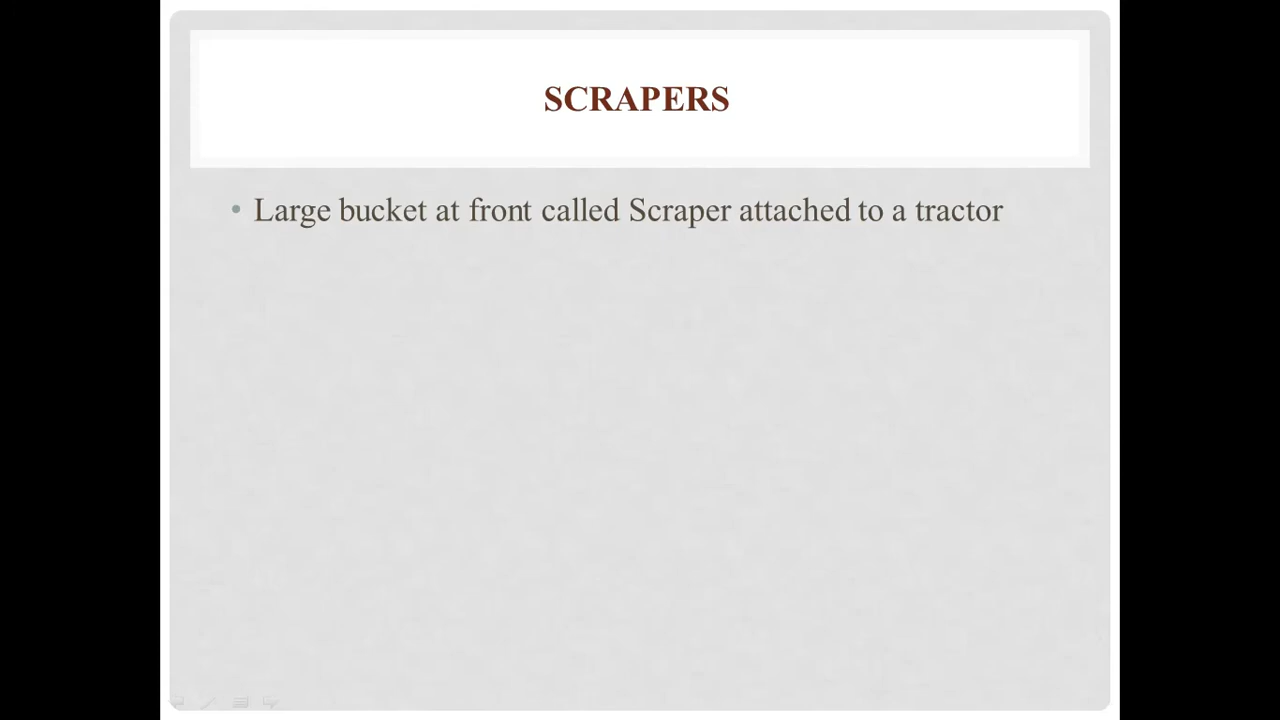 SCRAPERS
• Large bucket at front called Scraper attached to a tractor